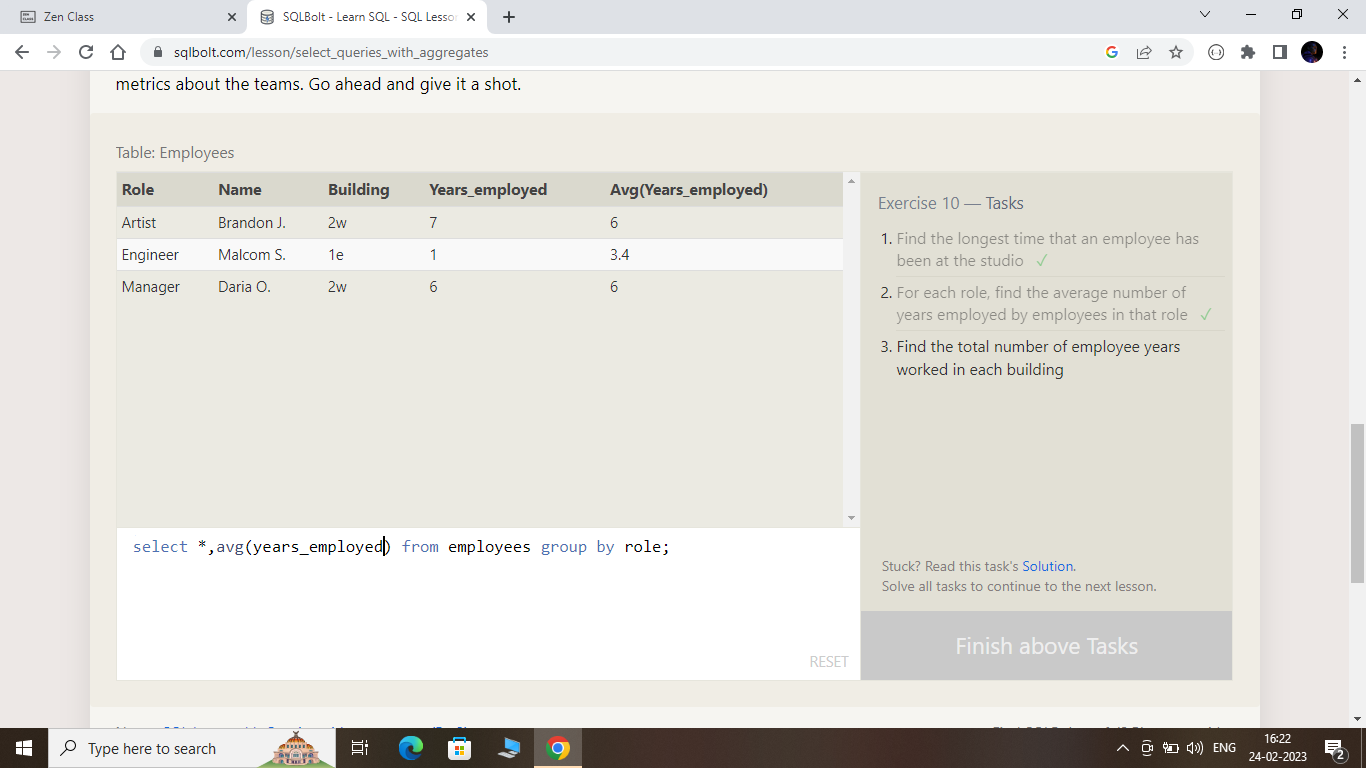 Zen Class
SQLBolt - Learn SQL - SQL Lesson
sqlbolt.com/lesson/select_queries_with_aggregates
metrics about the teams. Go ahead and give it a shot.
Table: Employees
Role Name Building Years_employed Avg(Years_employed)
Artist Brandon J. 2w 7 6
Engineer Malcom S. 1e 1 3.4
Manager Daria O. 2w 6 6
select *,avg(years_employed) from employees group by role;
RESET
Exercise 10 — Tasks
1. Find the longest time that an employee has
been at the studio ✓
2. For each role, find the average number of
years employed by employees in that role ✓
3. Find the total number of employee years
worked in each building
Stuck? Read this task's Solution.
Solve all tasks to continue to the next lesson.
Finish above Tasks
Type here to search
ENG
16:22
24-02-2023
2